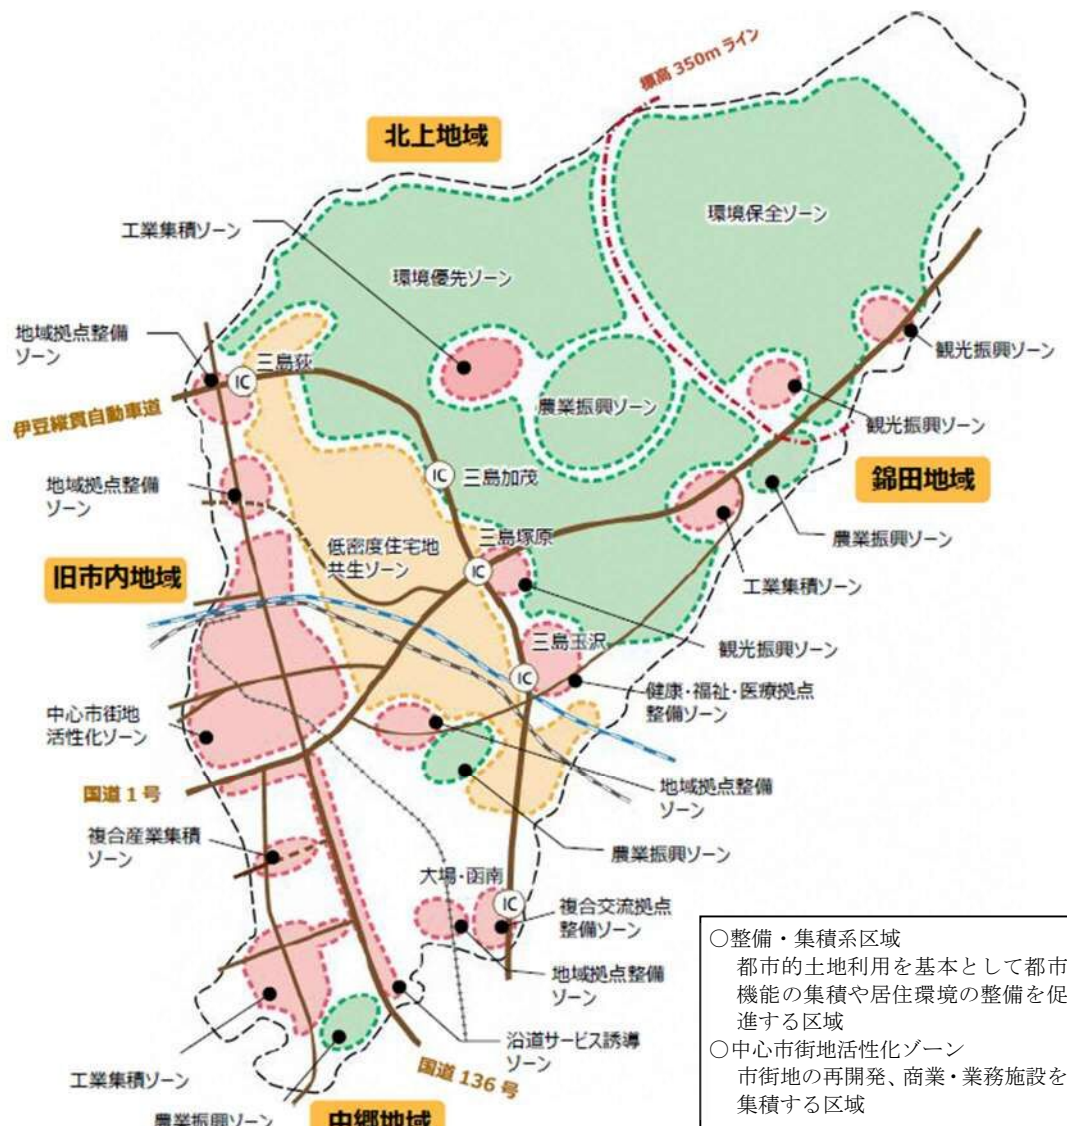 標高 350m ライン
北上地域
工業集積ゾーン
環境保全ゾーン
環境優先ゾーン
地域拠点整備
ゾーン
三島萩
IC
観光振興ゾーン
伊豆縦貫自動車道
農業振興ゾーン
観光振興ゾーン
地域拠点整備
ゾーン
IC
三島加茂
錦田地域
低密度住宅地
共生ゾーン
三島塚原
農業振興ゾーン
旧市内地域
IC
工業集積ゾーン
三島玉沢
観光振興ゾーン
IC
健康・福祉・医療拠点
整備ゾーン
中心市街地
活性化ゾーン
国道 1 号
地域拠点整備
ゾーン
複合産業集積
ゾーン
農業振興ゾーン
大場・函南
IC
複合交流拠点
整備ゾーン
地域拠点整備
ゾーン
沿道サービス誘導
ゾーン
工業集積ゾーン
国道 136 号
農業振興ゾーン
中郷地域
○整備・集積系区域
都市的土地利用を基本として都市
機能の集積や居住環境の整備を促
進する区域
○中心市街地活性化ゾーン
市街地の再開発、商業・業務施設を
集積する区域